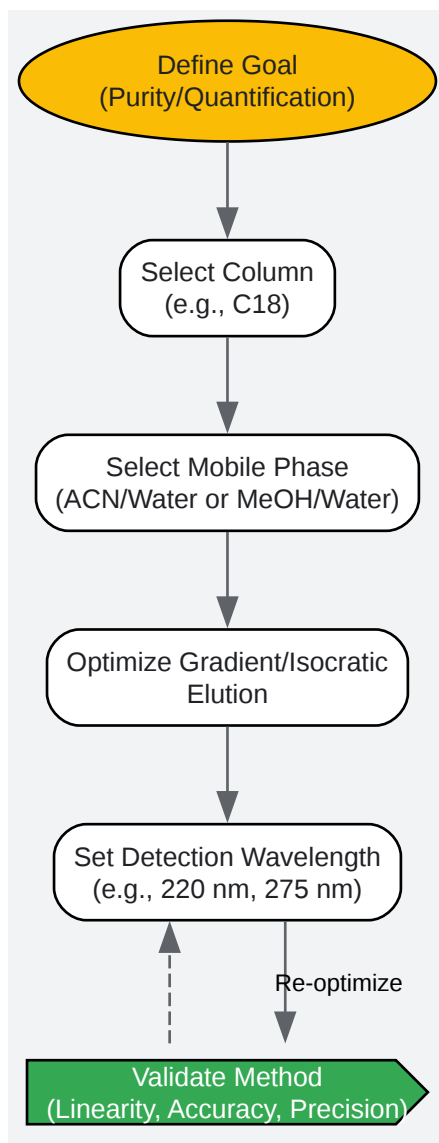 Define Goal
(Purity/Quantification)
Select Column
(e.g., C18)
Select Mobile Phase
(ACN/Water or MeOH/Water)
Optimize Gradient/Isocratic
Elution
Set Detection Wavelength
(e.g., 220 nm, 275 nm)
Re-optimize
Validate Method
(Linearity, Accuracy, Precision)